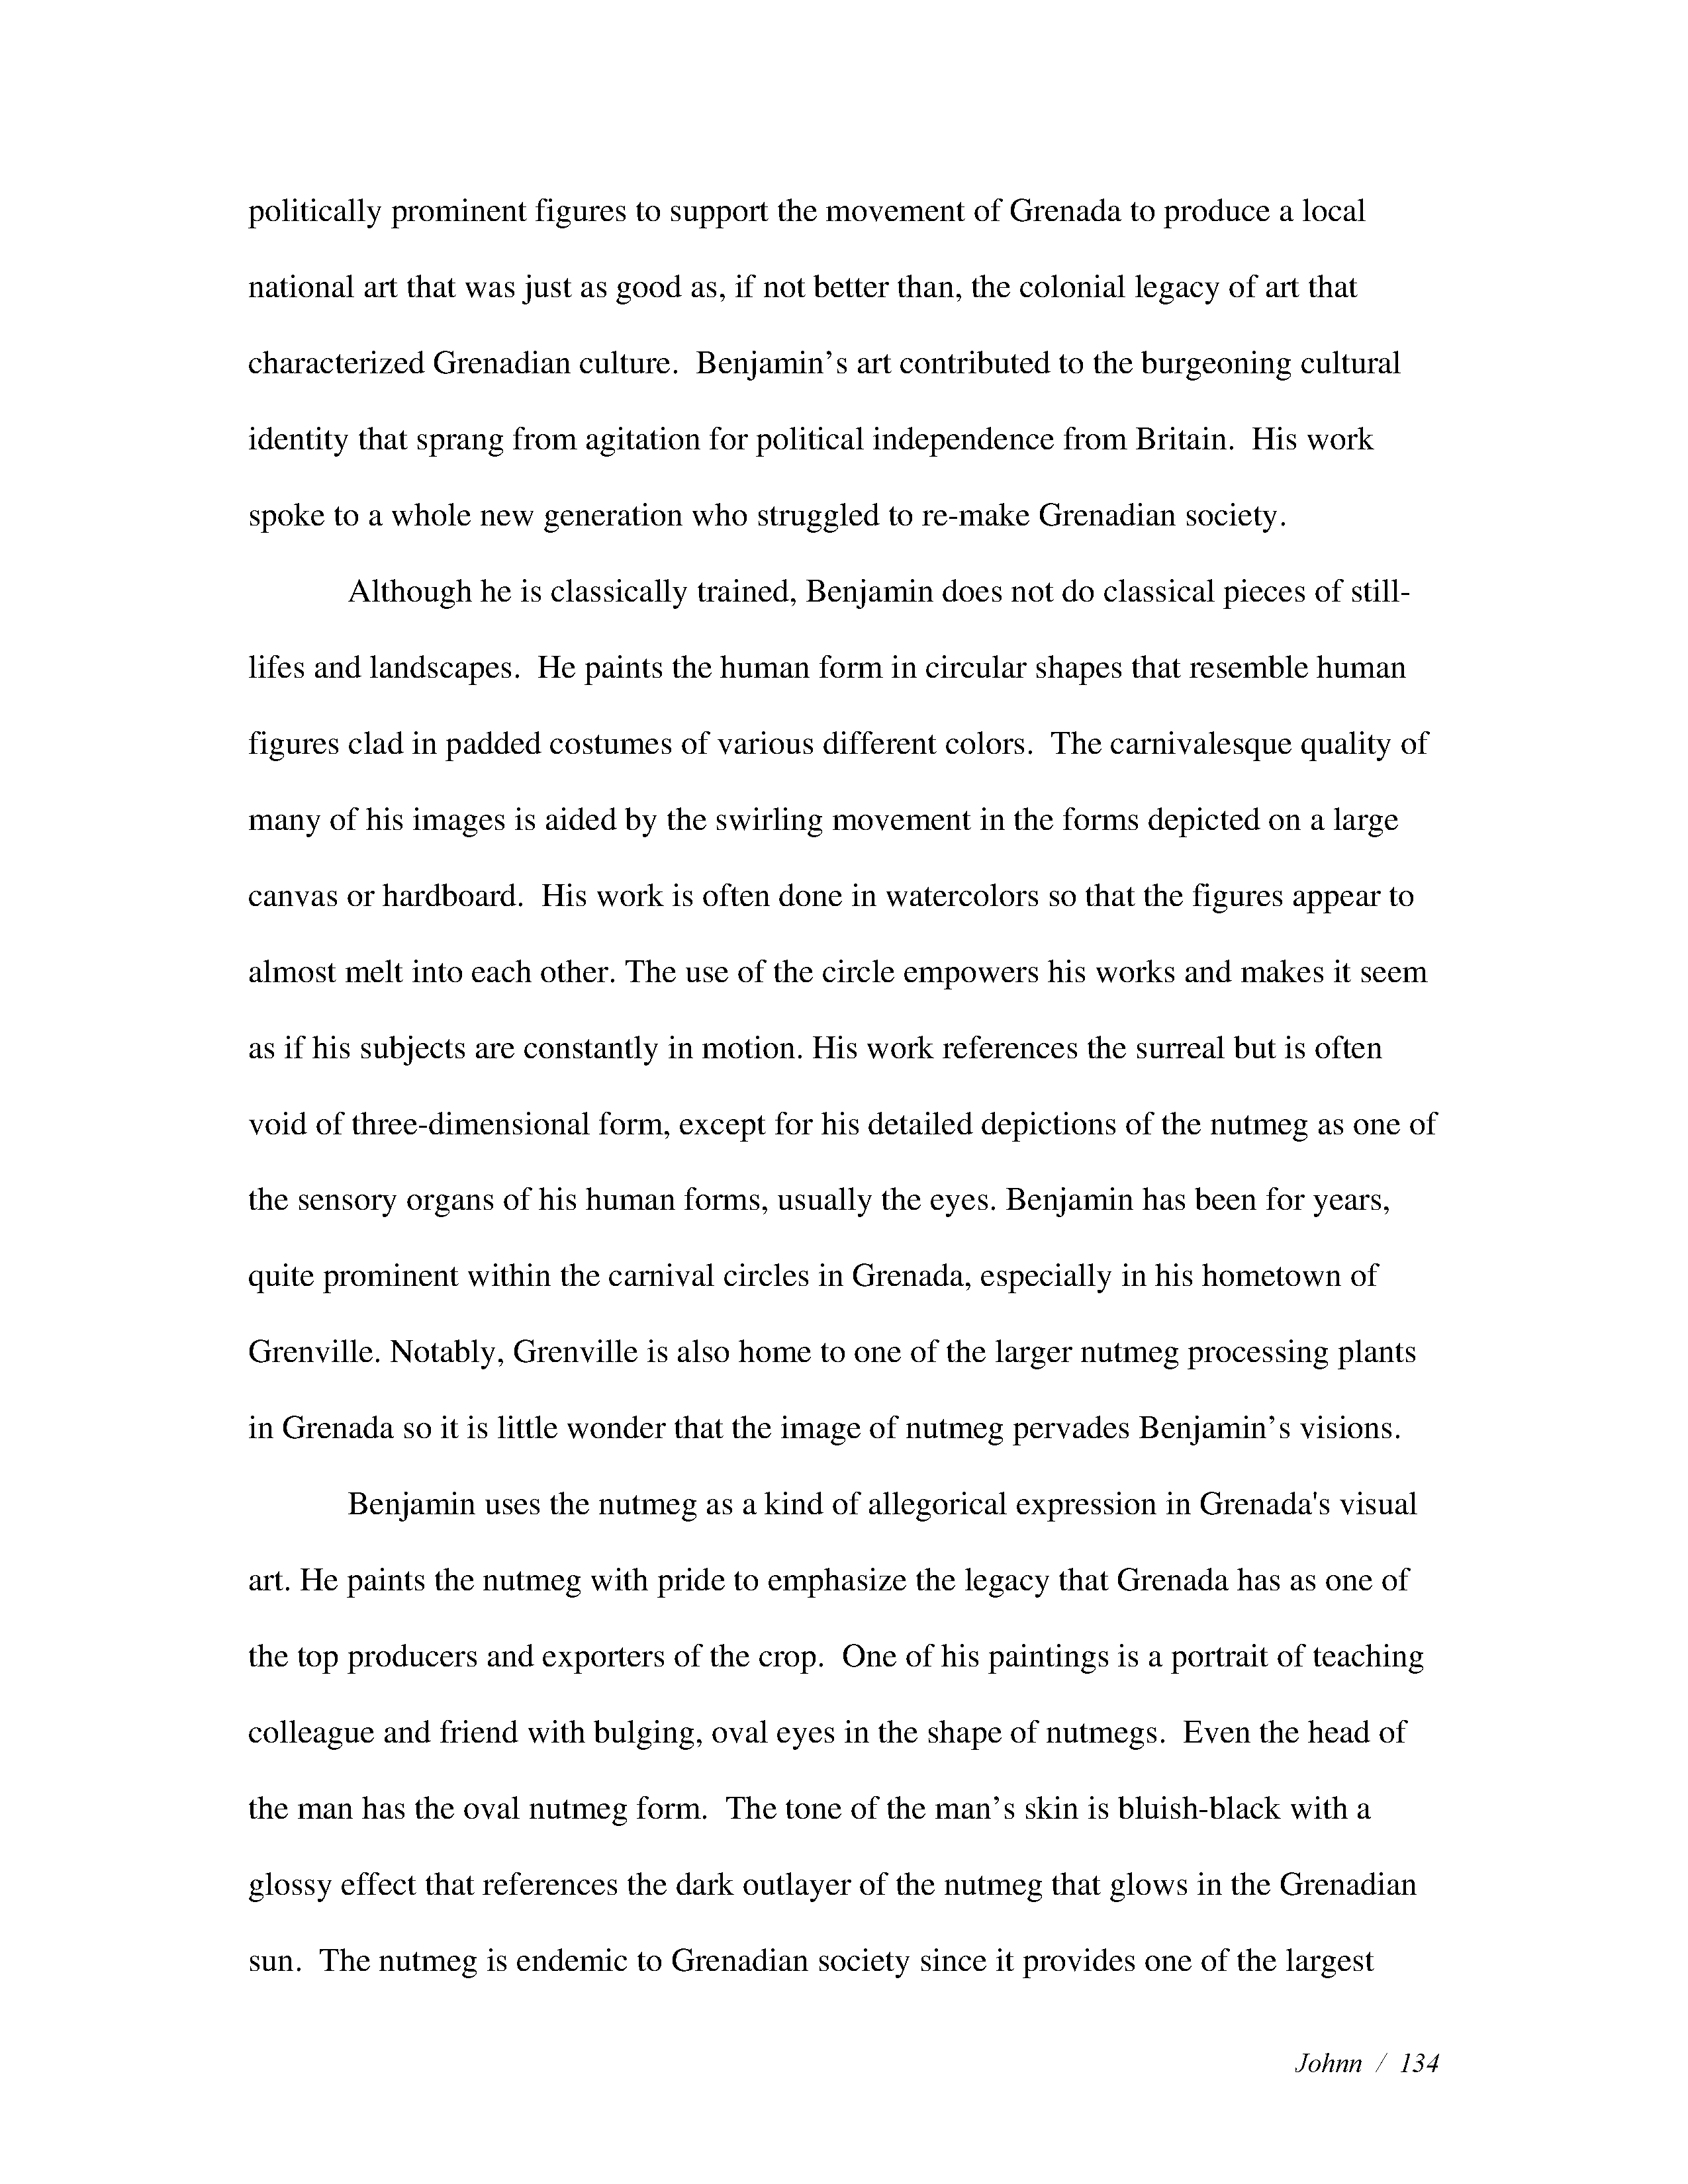 politically prominent figures to support the movement of Grenada to produce a local
national art that was just as good as, if not better than, the colonial legacy of art that
characterized Grenadian culture.  Benjamin’s art contributed to the burgeoning cultural
identity that sprang from agitation for political independence from Britain.  His work
spoke to a whole new generation who struggled to re-make Grenadian society.
Although he is classically trained, Benjamin does not do classical pieces of still-
lifes and landscapes.  He paints the human form in circular shapes that resemble human
figures clad in padded costumes of various different colors.  The carnivalesque quality of
many of his images is aided by the swirling movement in the forms depicted on a large
canvas or hardboard.  His work is often done in watercolors so that the figures appear to
almost melt into each other. The use of the circle empowers his works and makes it seem
as if his subjects are constantly in motion. His work references the surreal but is often
void of three-dimensional form, except for his detailed depictions of the nutmeg as one of
the sensory organs of his human forms, usually the eyes. Benjamin has been for years,
quite prominent within the carnival circles in Grenada, especially in his hometown of
Grenville. Notably, Grenville is also home to one of the larger nutmeg processing plants
in Grenada so it is little wonder that the image of nutmeg pervades Benjamin’s visions.
Benjamin uses the nutmeg as a kind of allegorical expression in Grenada's visual
art. He paints the nutmeg with pride to emphasize the legacy that Grenada has as one of
the top producers and exporters of the crop.  One of his paintings is a portrait of teaching
colleague and friend with bulging, oval eyes in the shape of nutmegs.  Even the head of
the man has the oval nutmeg form.  The tone of the man’s skin is bluish-black with a
glossy effect that references the dark outlayer of the nutmeg that glows in the Grenadian
sun.  The nutmeg is endemic to Grenadian society since it provides one of the largest
Johnn / 134